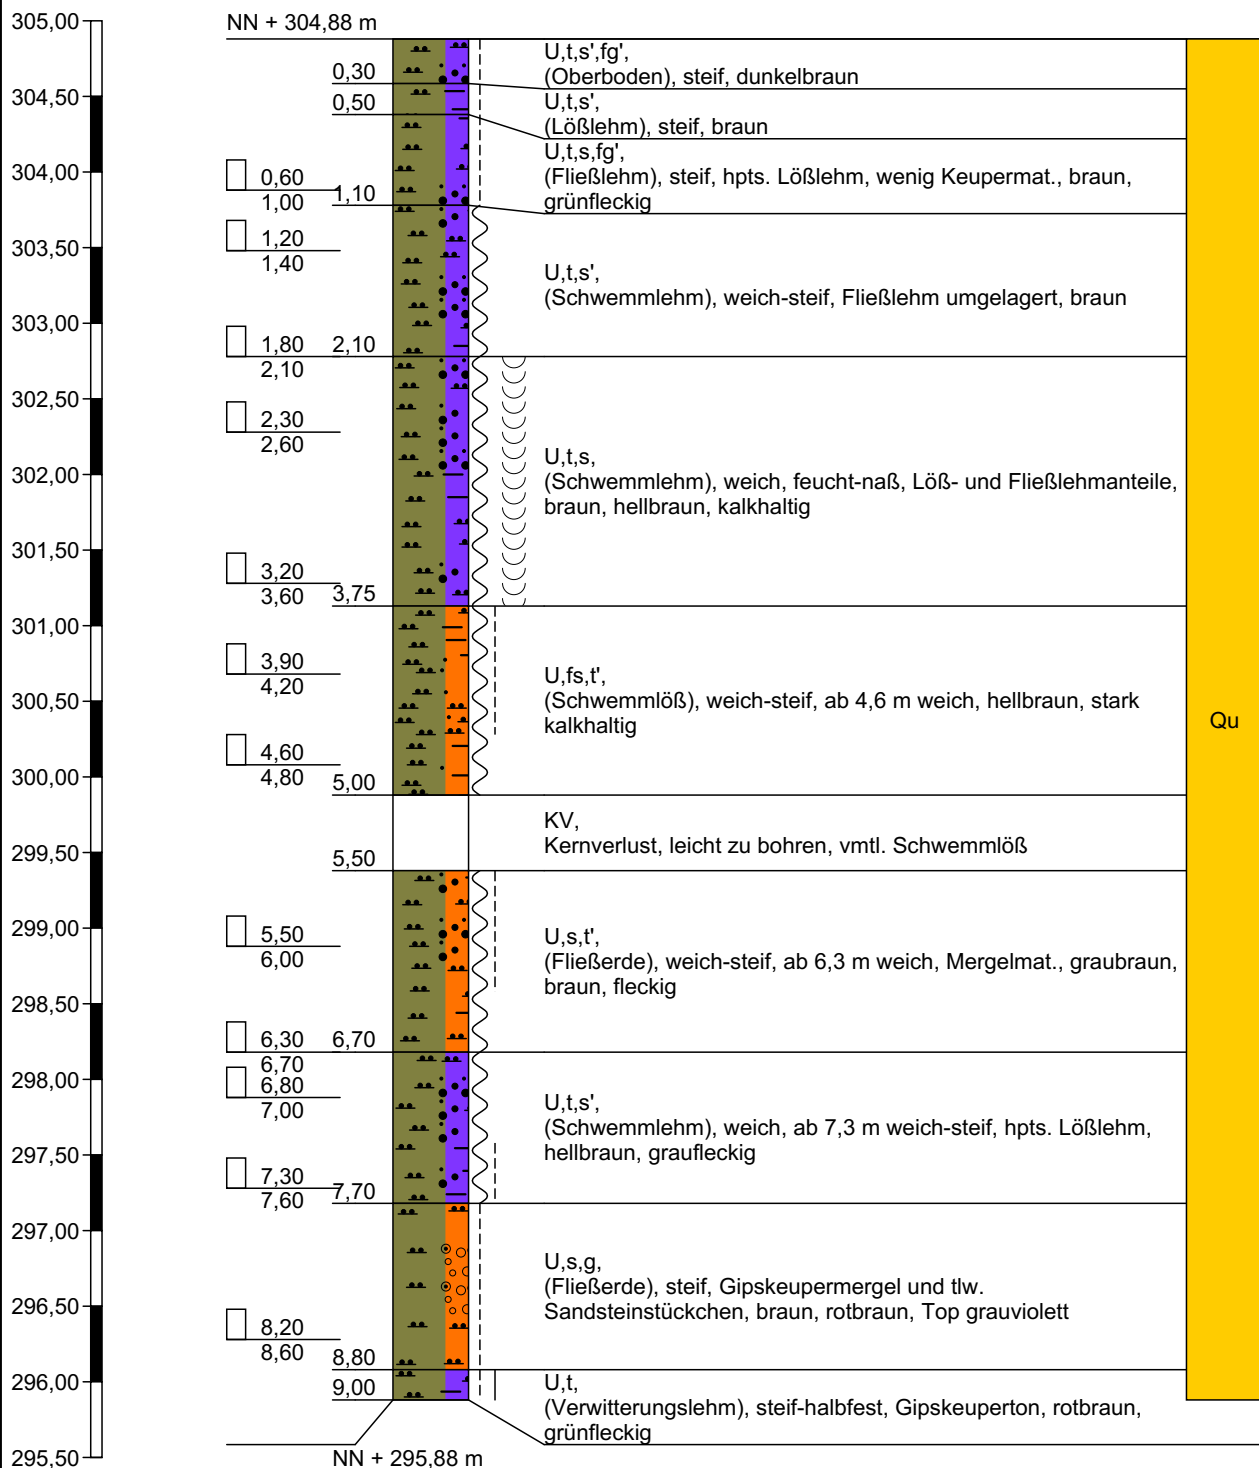 305,00
NN + 304,88 m
U,t,s',fg',
0,30
(Oberboden), steif, dunkelbraun
304,50
0,50
U,t,s',
(Lößlehm), steif, braun
U,t,s,fg',
304,00
0,60
(Fließlehm), steif, hpts. Lößlehm, wenig Keupermat., braun,
1,00
1,10
grünfleckig
1,20
303,50
1,40
U,t,s',
(Schwemmlehm), weich-steif, Fließlehm umgelagert, braun
303,00
1,80
2,10
2,10
302,50
2,30
2,60
U,t,s,
302,00
(Schwemmlehm), weich, feucht-naß, Löß- und Fließlehmanteile,
braun, hellbraun, kalkhaltig
301,50
3,20
3,60
3,75
301,00
3,90
4,20
U,fs,t',
300,50
(Schwemmlöß), weich-steif, ab 4,6 m weich, hellbraun, stark
kalkhaltig
Qu
4,60
300,00
4,80
5,00
KV,
299,50
Kernverlust, leicht zu bohren, vmtl. Schwemmlöß
5,50
299,00
5,50
6,00
U,s,t',
(Fließerde), weich-steif, ab 6,3 m weich, Mergelmat., graubraun,
298,50
braun, fleckig
6,30
6,70
6,70
298,00
6,80
7,00
U,t,s',
(Schwemmlehm), weich, ab 7,3 m weich-steif, hpts. Lößlehm,
297,50
hellbraun, graufleckig
7,30
7,60
7,70
297,00
U,s,g,
(Fließerde), steif, Gipskeupermergel und tlw.
296,50
Sandsteinstückchen, braun, rotbraun, Top grauviolett
8,20
8,60
8,80
296,00
9,00
U,t,
(Verwitterungslehm), steif-halbfest, Gipskeuperton, rotbraun,
grünfleckig
295,50
NN + 295,88 m